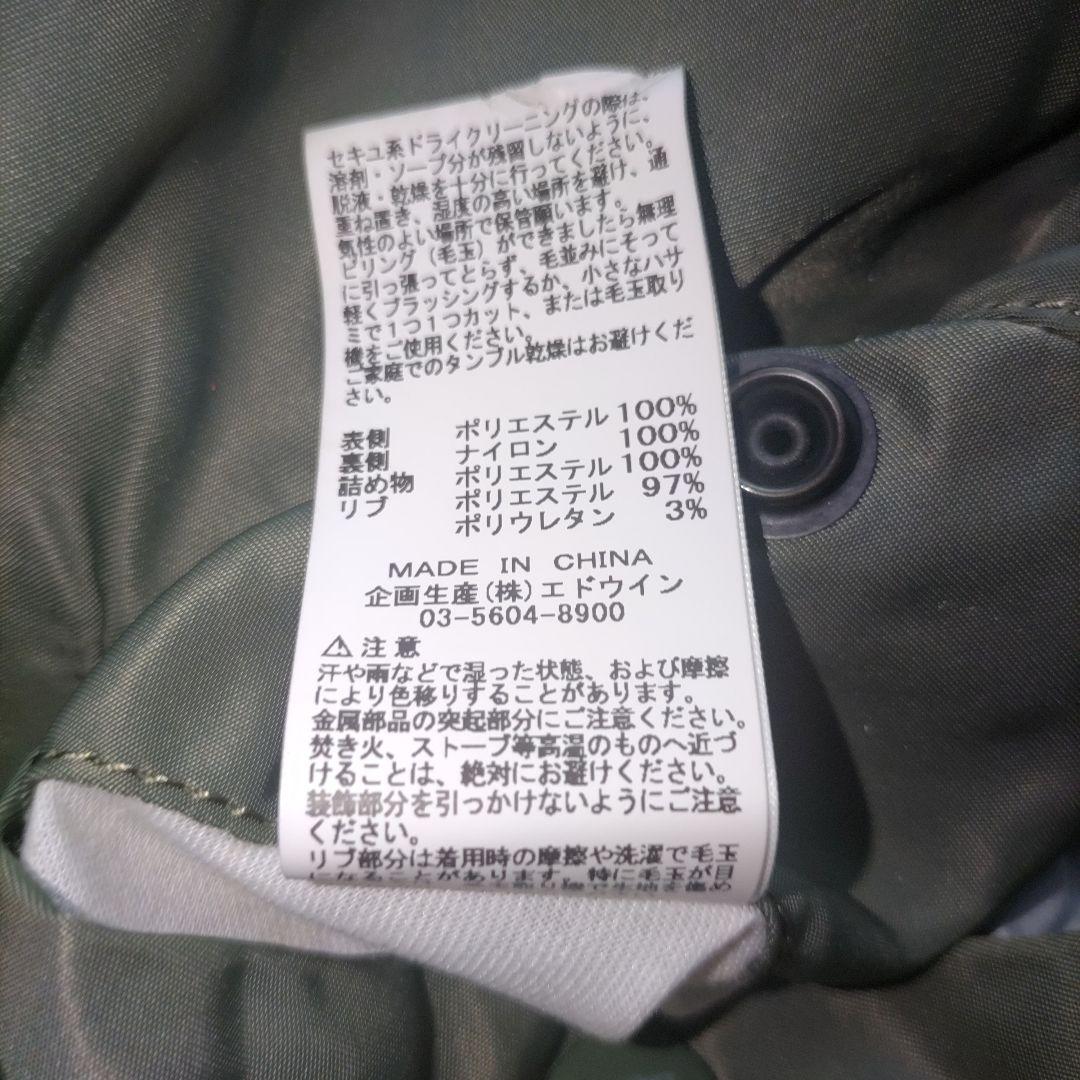 セキユ系ドライクリーニングの際は、
溶剤・ソープ分が残留しないように、
脱液・乾燥を十分に行ってください。
重ね置き、湿度の高い場所を避け、通
気性のよい場所で保管願います。
ピリング（毛玉）ができましたら無理
に引っ張ってとらず、毛並みにそって
軽くブラッシングするか、小さなハサ
ミで1つ1つカット、または毛玉取り
機をご使用ください。
ご家庭でのタンブル乾燥はお避けくだ
さい。
表側 ポリエステル 100%
裏側 ナイロン 100%
詰め物 ポリエステル 100%
リブ ポリエステル 97%
ポリウレタン 3%
MADE IN CHINA
企画生産(株)エドウイン
03-5604-8900
⚠注意
汗や雨などで湿った状態、および摩擦
により色移りすることがあります。
金属部品の突起部分にご注意ください。
焚き火、ストーブ等高温のものへ近づ
けることは、絶対にお避けください。
装飾部分を引っかけないようにご注意
ください。
リブ部分は着用時の摩擦や洗濯で毛玉
になることがあります。特に毛玉が目